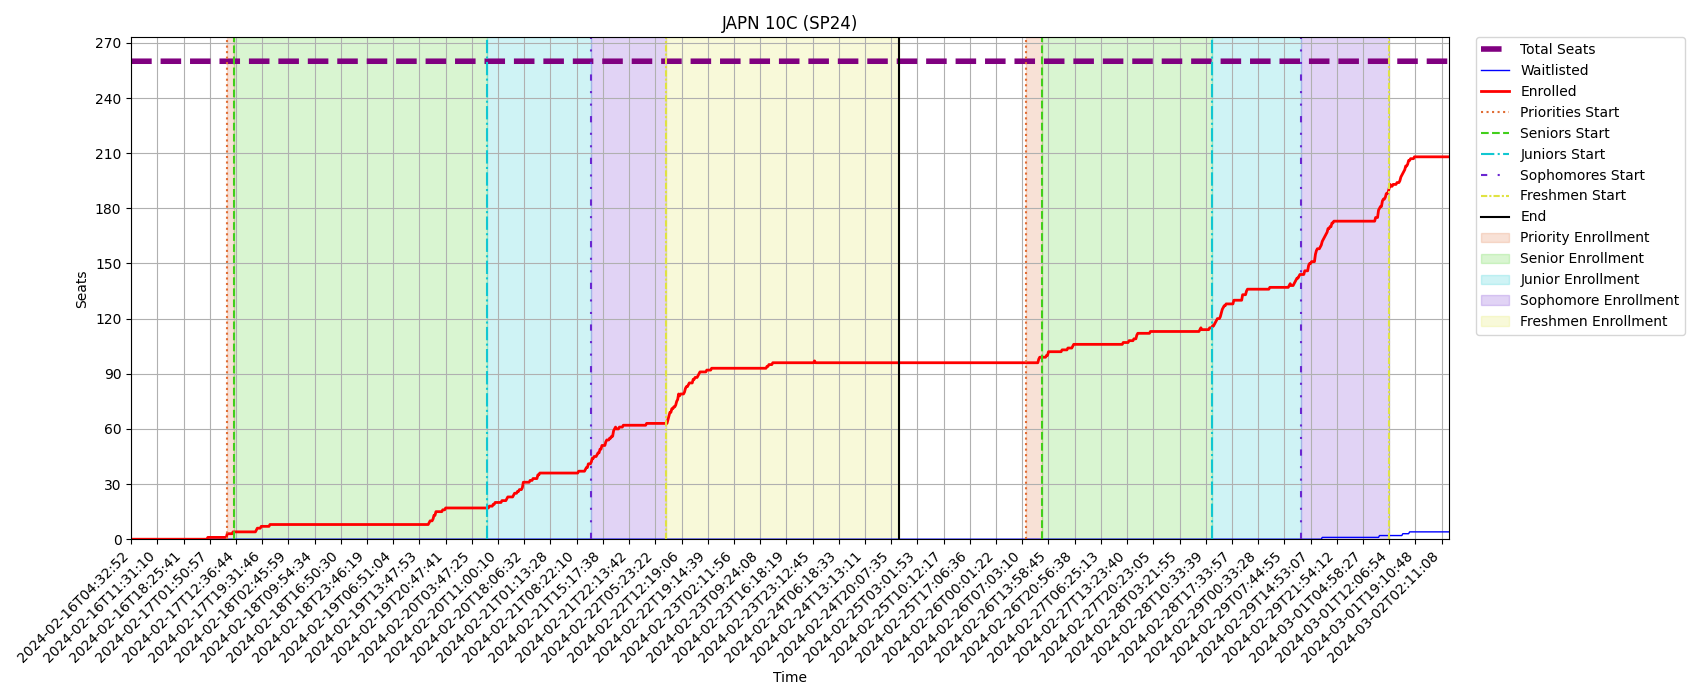 JAPN 10C (SP24)
270
240
210
180
150
120
90
60
30
0
Seats
2024-02-16T04:32:52
2024-02-16T11:31:10
2024-02-16T18:25:41
2024-02-17T01:50:57
2024-02-17T12:36:44
2024-02-17T19:31:46
2024-02-18T02:45:59
2024-02-18T09:54:34
2024-02-18T16:50:30
2024-02-18T23:46:19
2024-02-19T06:51:04
2024-02-19T13:47:53
2024-02-19T20:47:41
2024-02-20T03:47:25
2024-02-20T11:00:10
2024-02-20T18:06:32
2024-02-21T01:13:28
2024-02-21T08:22:10
2024-02-21T15:17:38
2024-02-21T22:13:42
2024-02-22T05:23:22
2024-02-22T12:19:06
2024-02-22T19:14:39
2024-02-23T02:11:56
2024-02-23T09:24:08
2024-02-23T16:18:19
2024-02-23T23:12:45
2024-02-24T06:18:33
2024-02-24T13:13:11
2024-02-24T20:07:35
2024-02-25T03:01:53
2024-02-25T10:12:17
2024-02-25T17:06:36
2024-02-26T00:01:22
2024-02-26T07:03:10
2024-02-26T13:58:45
2024-02-26T20:56:38
2024-02-27T06:25:13
2024-02-27T13:23:40
2024-02-27T20:23:05
2024-02-28T03:21:55
2024-02-28T10:33:39
2024-02-28T17:33:57
2024-02-29T00:33:28
2024-02-29T07:44:55
2024-02-29T14:53:07
2024-02-29T21:54:12
2024-03-01T04:58:27
2024-03-01T12:06:54
2024-03-01T19:10:48
2024-03-02T02:11:08
Time
Total Seats
Waitlisted
Enrolled
Priorities Start
Seniors Start
Juniors Start
Sophomores Start
Freshmen Start
End
Priority Enrollment
Senior Enrollment
Junior Enrollment
Sophomore Enrollment
Freshmen Enrollment